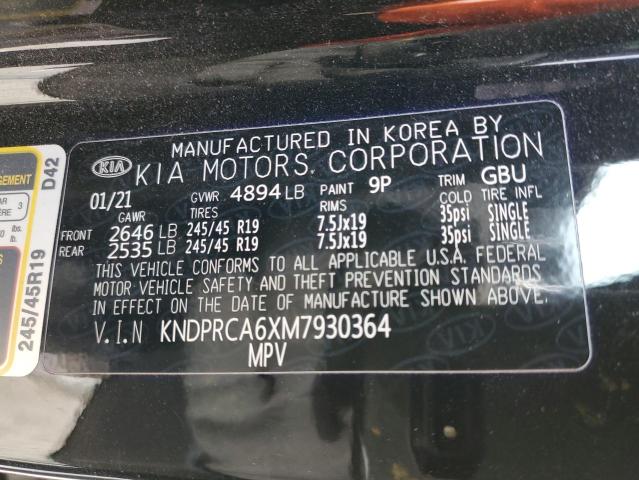 MANUFACTURED IN KOREA BY
KIA KIA MOTORS CORPORATION
01/21 GVWR 4894 LB PAINT 9P TRIM GBU
GAWR TIRES RIMS COLD TIRE INFL
FRONT 2646 LB 245/45 R19 7.5Jx19 35psi SINGLE
REAR 2535 LB 245/45 R19 7.5Jx19 35psi SINGLE
THIS VEHICLE CONFORMS TO ALL APPLICABLE U.S.A. FEDERAL
MOTOR VEHICLE SAFETY AND THEFT PREVENTION STANDARDS
IN EFFECT ON THE DATE OF MANUFACTURE SHOWN ABOVE.
V.I.N KNDPRCA6XM7930364
MPV
D42
245/45R19
3
lbs.